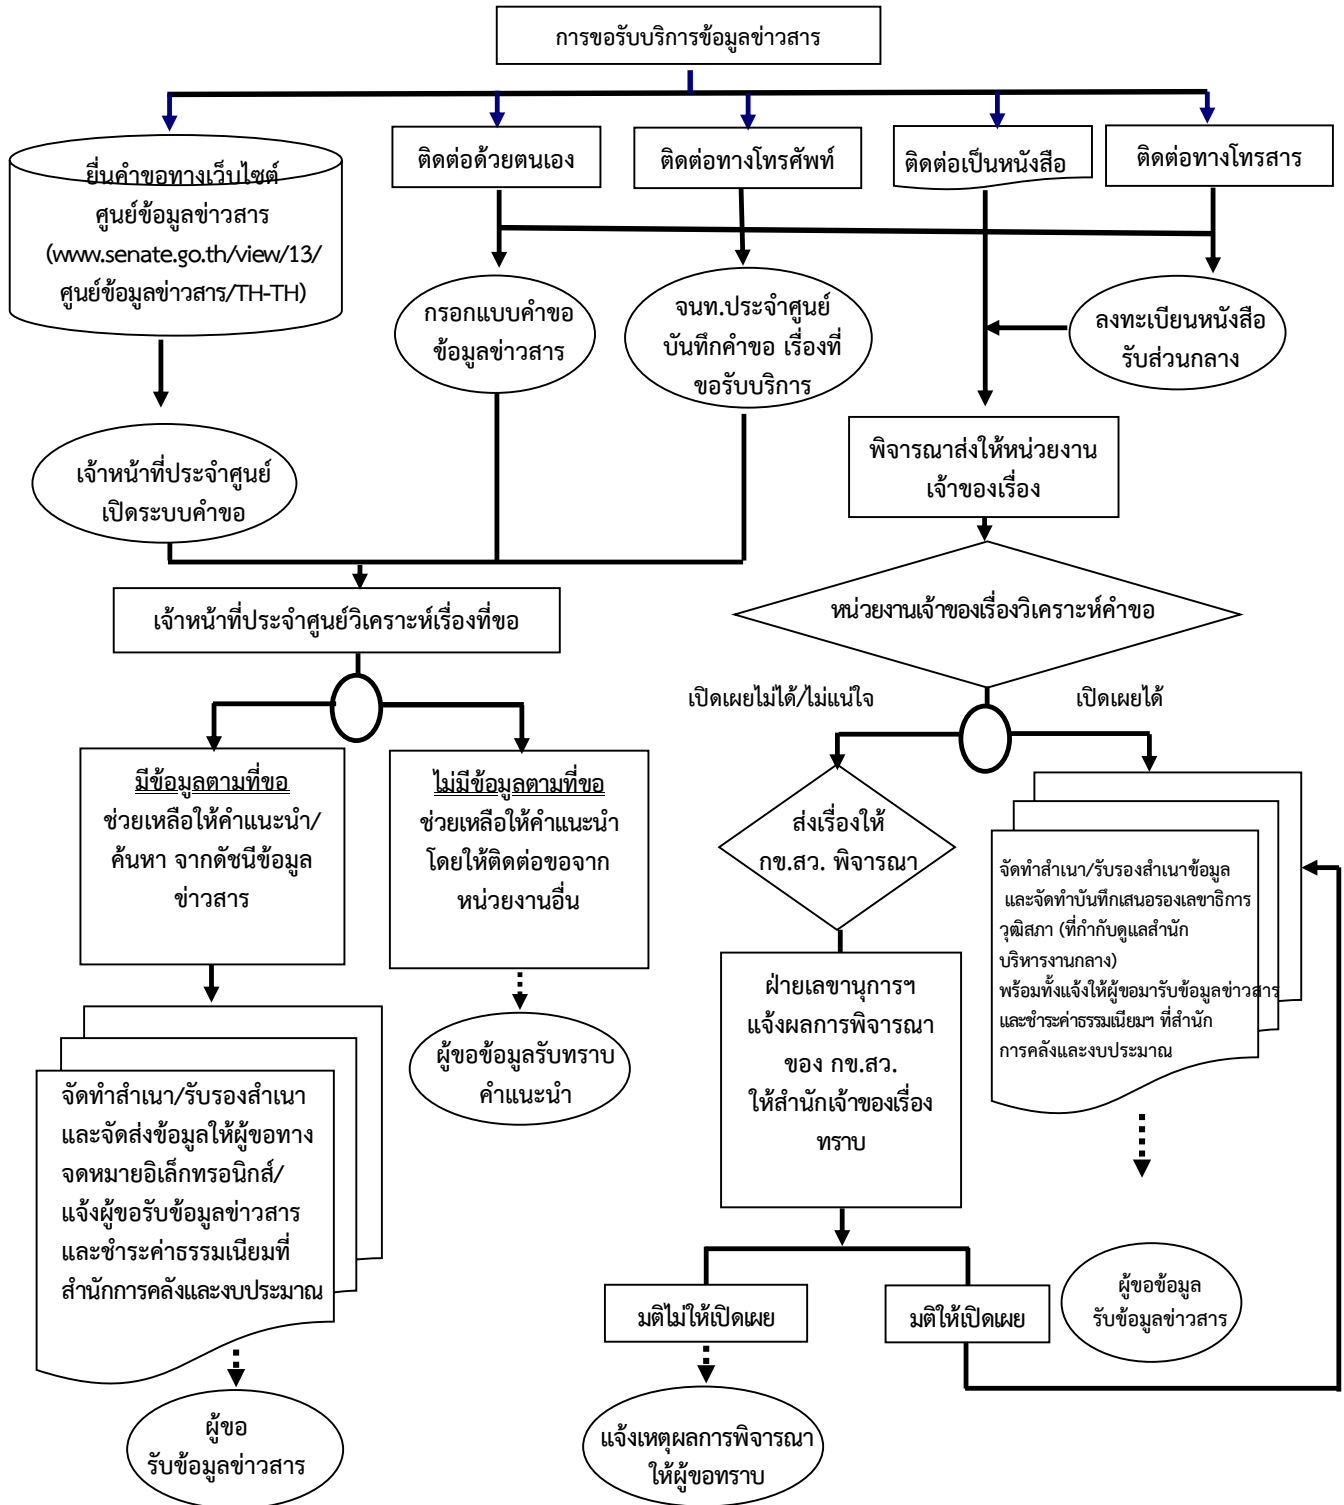 การขอรับบริการข้อมูลข่าวสาร
ยื่นคำขอทางเว็บไซต์
ศูนย์ข้อมูลข่าวสาร
(www.senate.go.th/view/13/
ศูนย์ข้อมูลข่าวสาร/TH-TH)
ติดต่อด้วยตนเอง
ติดต่อทางโทรศัพท์
ติดต่อเป็นหนังสือ
ติดต่อทางโทรสาร
กรอกแบบคำขอ
ข้อมูลข่าวสาร
จนท.ประจำศูนย์
บันทึกคำขอ เรื่องที่
ขอรับบริการ
ลงทะเบียนหนังสือ
รับส่วนกลาง
เจ้าหน้าที่ประจำศูนย์
เปิดระบบคำขอ
พิจารณาส่งให้หน่วยงาน
เจ้าของเรื่อง
เจ้าหน้าที่ประจำศูนย์วิเคราะห์เรื่องที่ขอ
หน่วยงานเจ้าของเรื่องวิเคราะห์คำขอ
เปิดเผยไม่ได้/ไม่แน่ใจ
เปิดเผยได้
มีข้อมูลตามที่ขอ
ช่วยเหลือให้คำแนะนำ/
ค้นหา จากดัชนีข้อมูล
ข่าวสาร
ไม่มีข้อมูลตามที่ขอ
ช่วยเหลือให้คำแนะนำ
โดยให้ติดต่อขอจาก
หน่วยงานอื่น
ส่งเรื่องให้
กข.สว. พิจารณา
จัดทำสำเนา/รับรองสำเนาข้อมูล
และจัดทำบันทึกเสนอรองเลขาธิการ
วุฒิสภา (ที่กำกับดูแลสำนัก
บริหารงานกลาง)
พร้อมทั้งแจ้งให้ผู้ขอมารับข้อมูลข่าวสาร
และชำระค่าธรรมเนียมฯ ที่สำนัก
การคลังและงบประมาณ
ฝ่ายเลขานุการฯ
แจ้งผลการพิจารณา
ของ กข.สว.
ให้สำนักเจ้าของเรื่อง
ทราบ
ผู้ขอข้อมูลรับทราบ
คำแนะนำ
จัดทำสำเนา/รับรองสำเนา
และจัดส่งข้อมูลให้ผู้ขอทาง
จดหมายอิเล็กทรอนิกส์/
แจ้งผู้ขอรับข้อมูลข่าวสาร
และชำระค่าธรรมเนียมที่
สำนักการคลังและงบประมาณ
มติไม่ให้เปิดเผย
มติให้เปิดเผย
ผู้ขอข้อมูล
รับข้อมูลข่าวสาร
ผู้ขอ
รับข้อมูลข่าวสาร
แจ้งเหตุผลการพิจารณา
ให้ผู้ขอทราบ